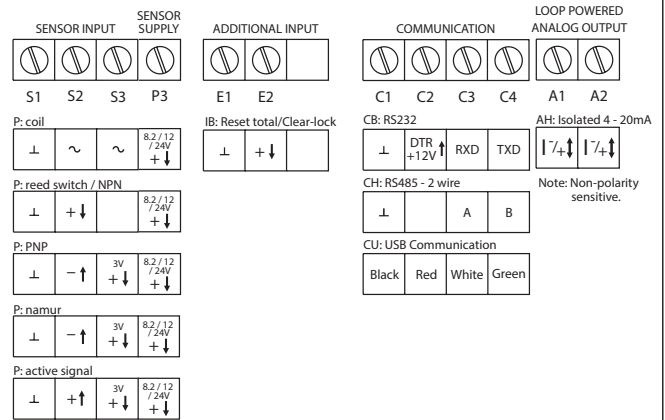 SENSOR INPUT
SENSOR
SUPPLY
S1 S2 S3 P3
P: coil
⊥ ~ ~ 8.2 / 12
/ 24V
+
P: reed switch / NPN
⊥ + 8.2 / 12
/ 24V
+
P: PNP
⊥ – 3V
+ 8.2 / 12
/ 24V
+
P: namur
⊥ – 3V
+ 8.2 / 12
/ 24V
+
P: active signal
⊥ + 3V
+ 8.2 / 12
/ 24V
+
ADDITIONAL INPUT
E1 E2
IB: Reset total/Clear-lock
⊥ +
COMMUNICATION
C1 C2 C3 C4
CB: RS232
⊥ DTR
+12V RXD TXD
CH: RS485 - 2 wire
⊥ A B
CU: USB Communication
Black Red White Green
LOOP POWERED
ANALOG OUTPUT
A1 A2
AH: Isolated 4 - 20mA
I -/+ I -/+
Note: Non-polarity
sensitive.